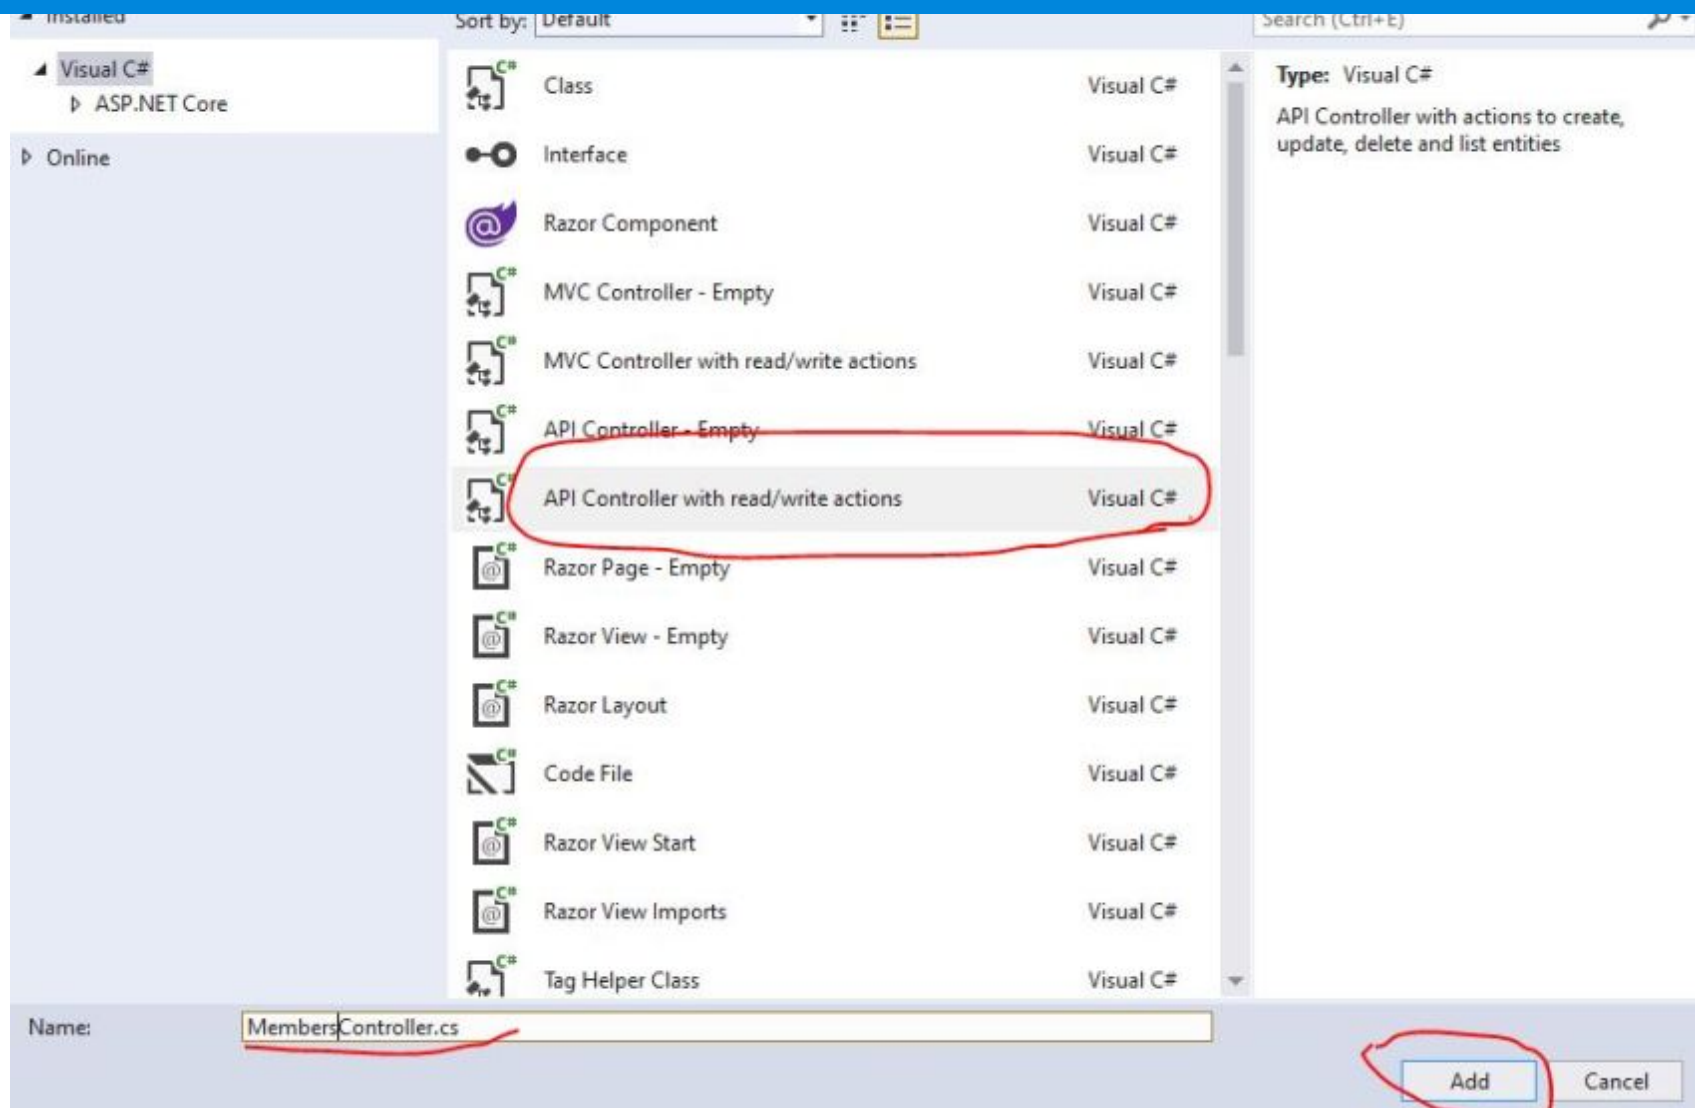 Installed
Sort by: Default
Search (Ctrl+E)
Visual C#
ASP.NET Core
Online
Class Visual C#
Interface Visual C#
Razor Component Visual C#
MVC Controller - Empty Visual C#
MVC Controller with read/write actions Visual C#
API Controller - Empty Visual C#
API Controller with read/write actions Visual C#
Razor Page - Empty Visual C#
Razor View - Empty Visual C#
Razor Layout Visual C#
Code File Visual C#
Razor View Start Visual C#
Razor View Imports Visual C#
Tag Helper Class Visual C#
Type: Visual C#
API Controller with actions to create,
update, delete and list entities
Name: MembersController.cs
Add Cancel